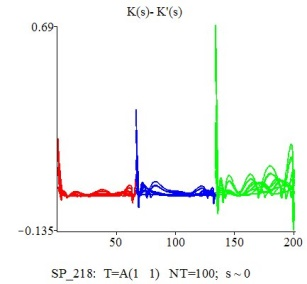 K(s)- K'(s)
0.69
-0.135
50 100 150 200
SP_218: T=A(1 1) NT=100; s ~ 0